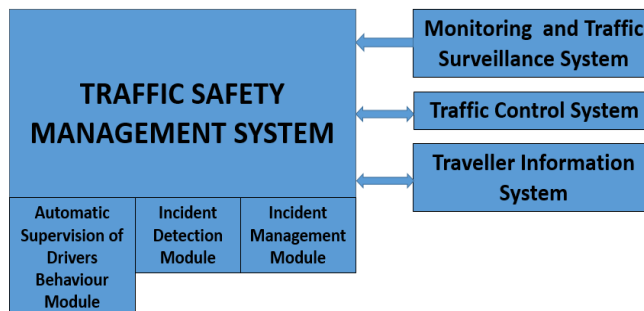 TRAFFIC SAFETY
MANAGEMENT SYSTEM
Monitoring and Traffic
Surveillance System
Traffic Control System
Traveller Information
System
Automatic
Supervision of
Drivers
Behaviour
Module
Incident
Detection
Module
Incident
Management
Module